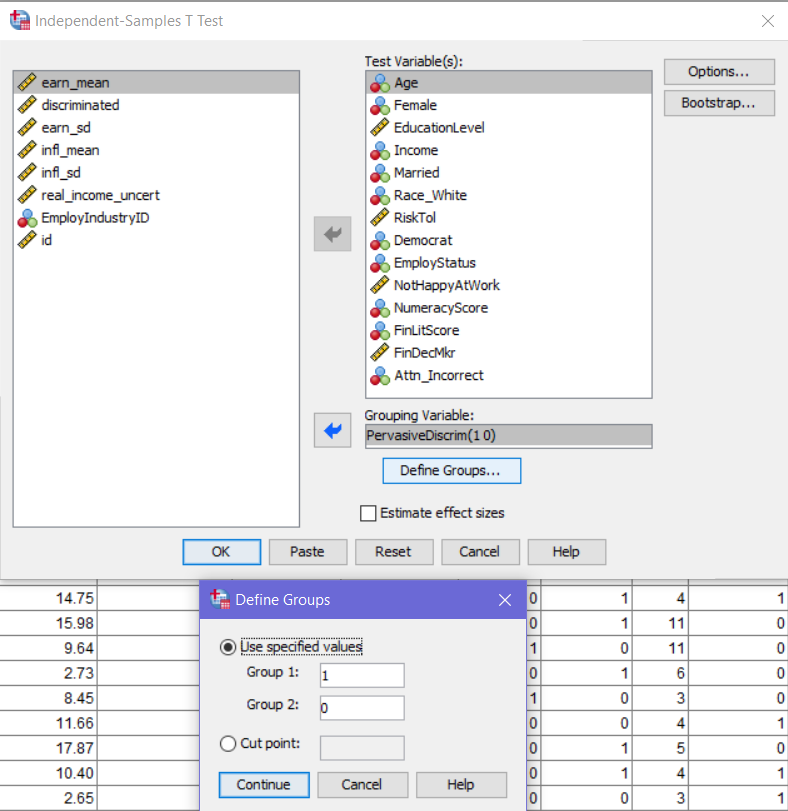 Independent-Samples T Test
earn_mean
discriminated
earn_sd
infl_mean
infl_sd
real_income_uncert
EmployIndustryID
id
Test Variable(s):
Age
Female
EducationLevel
Income
Married
Race_White
RiskTol
Democrat
EmployStatus
NotHappyAtWork
NumeracyScore
FinLitScore
FinDecMkr
Attn_Incorrect
Options...
Bootstrap...
Grouping Variable:
PervasiveDiscrim(1 0)
Define Groups...
Estimate effect sizes
OK Paste Reset Cancel Help
14.75 0 1 4 1
15.98 0 1 11 0
9.64 1 0 11 0
2.73 0 1 6 0
8.45 1 0 3 0
11.66 0 0 4 1
17.87 0 1 5 0
10.40 0 1 4 1
2.65 0 0 3 1
Define Groups
Use specified values
Group 1: 1
Group 2: 0
Cut point:
Continue Cancel Help